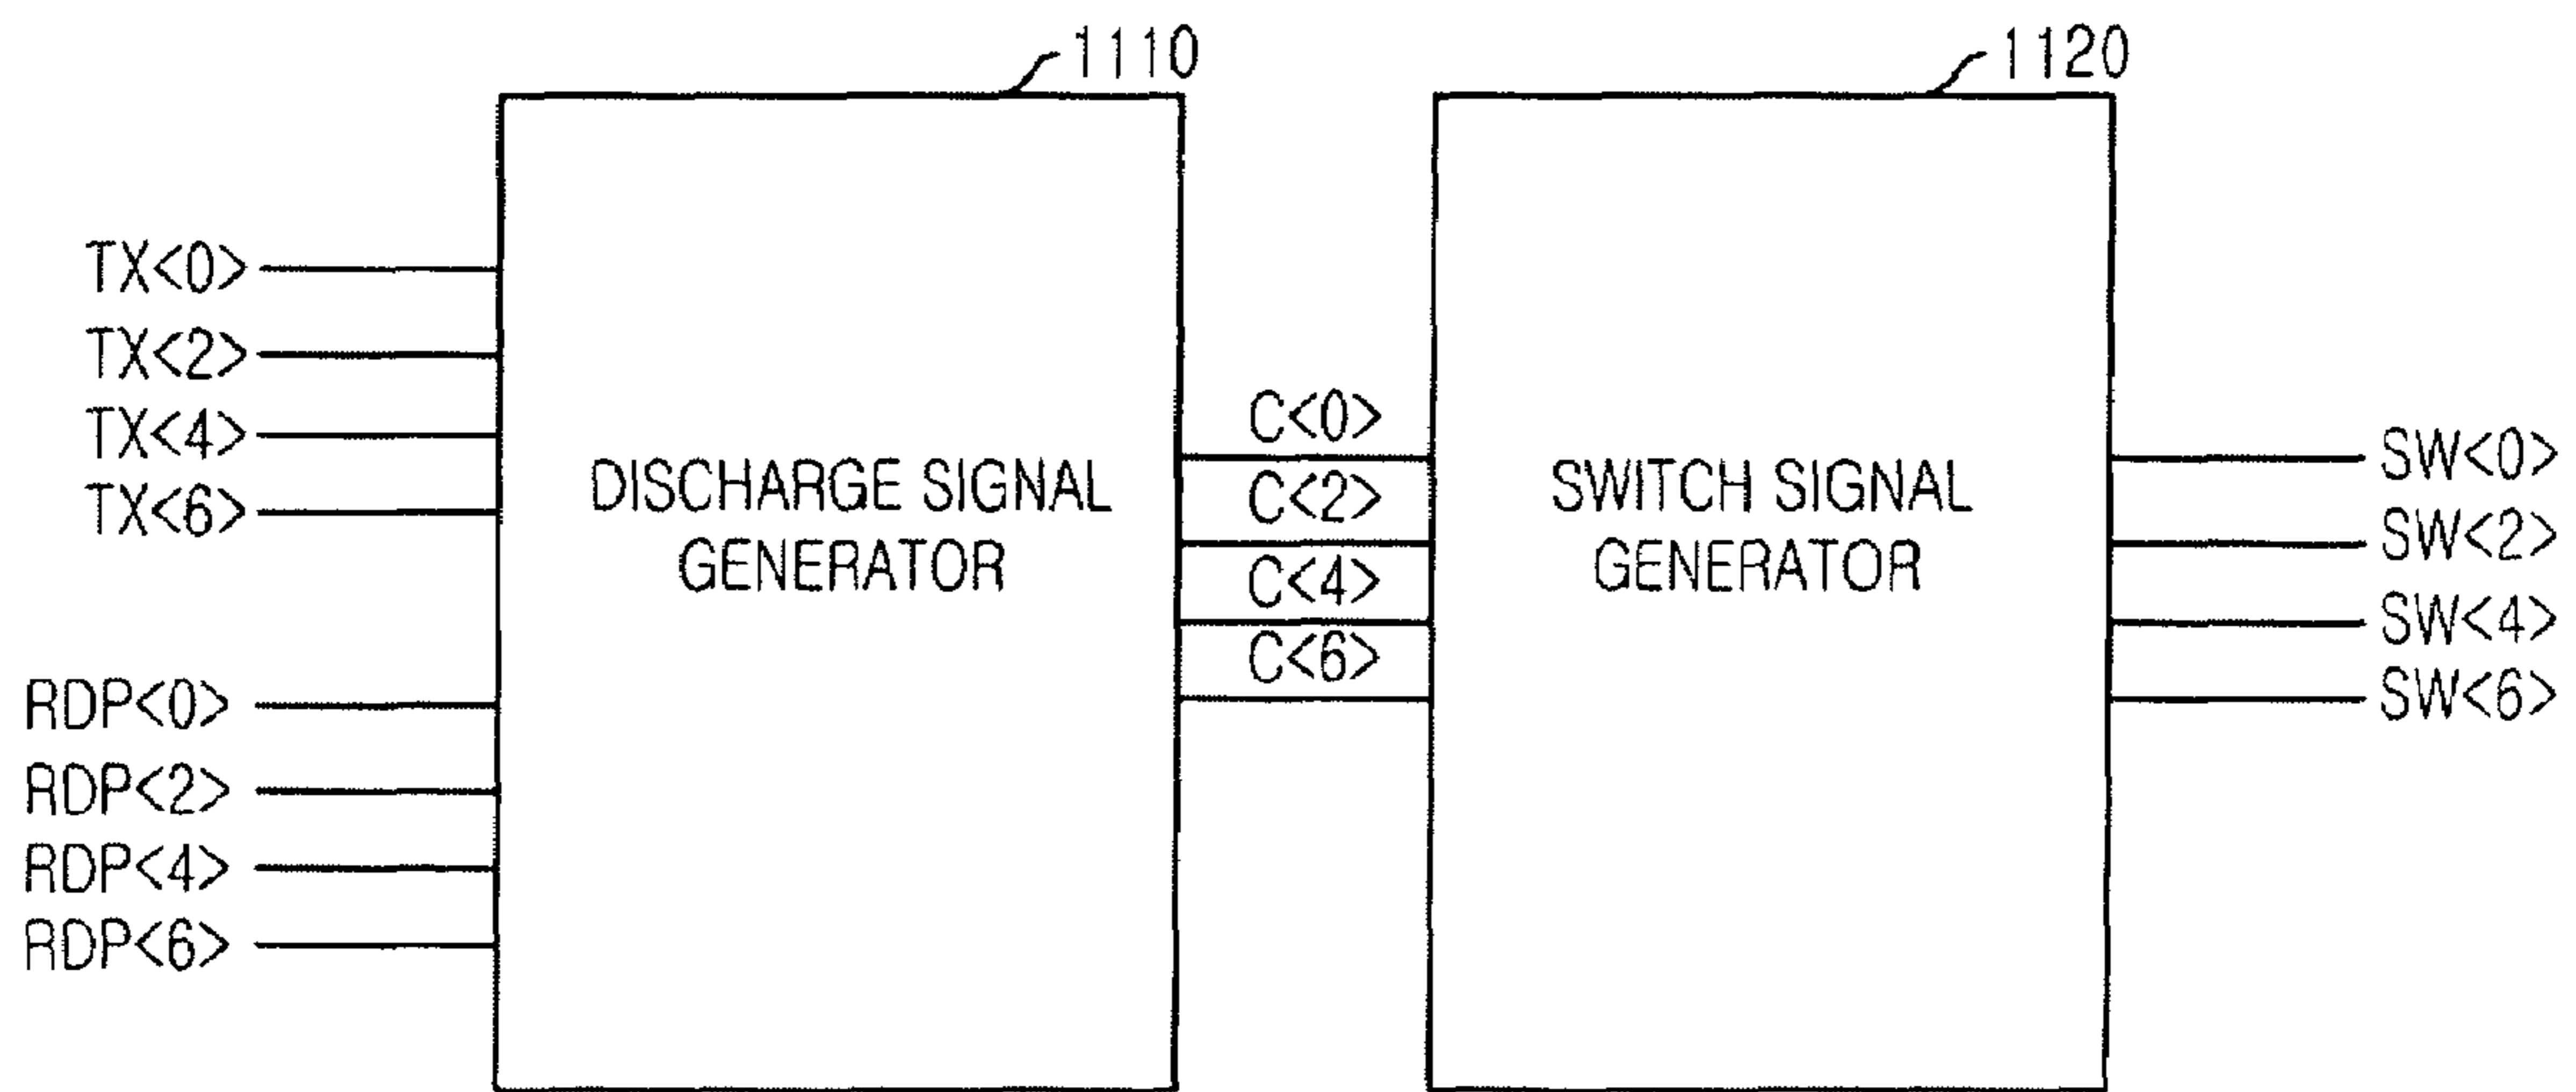 1110
1120
TX<0>
TX<2>
TX<4>
TX<6>
RDP<0>
RDP<2>
RDP<4>
RDP<6>
DISCHARGE SIGNAL
GENERATOR
C<0>
C<2>
C<4>
C<6>
SWITCH SIGNAL
GENERATOR
SW<0>
SW<2>
SW<4>
SW<6>